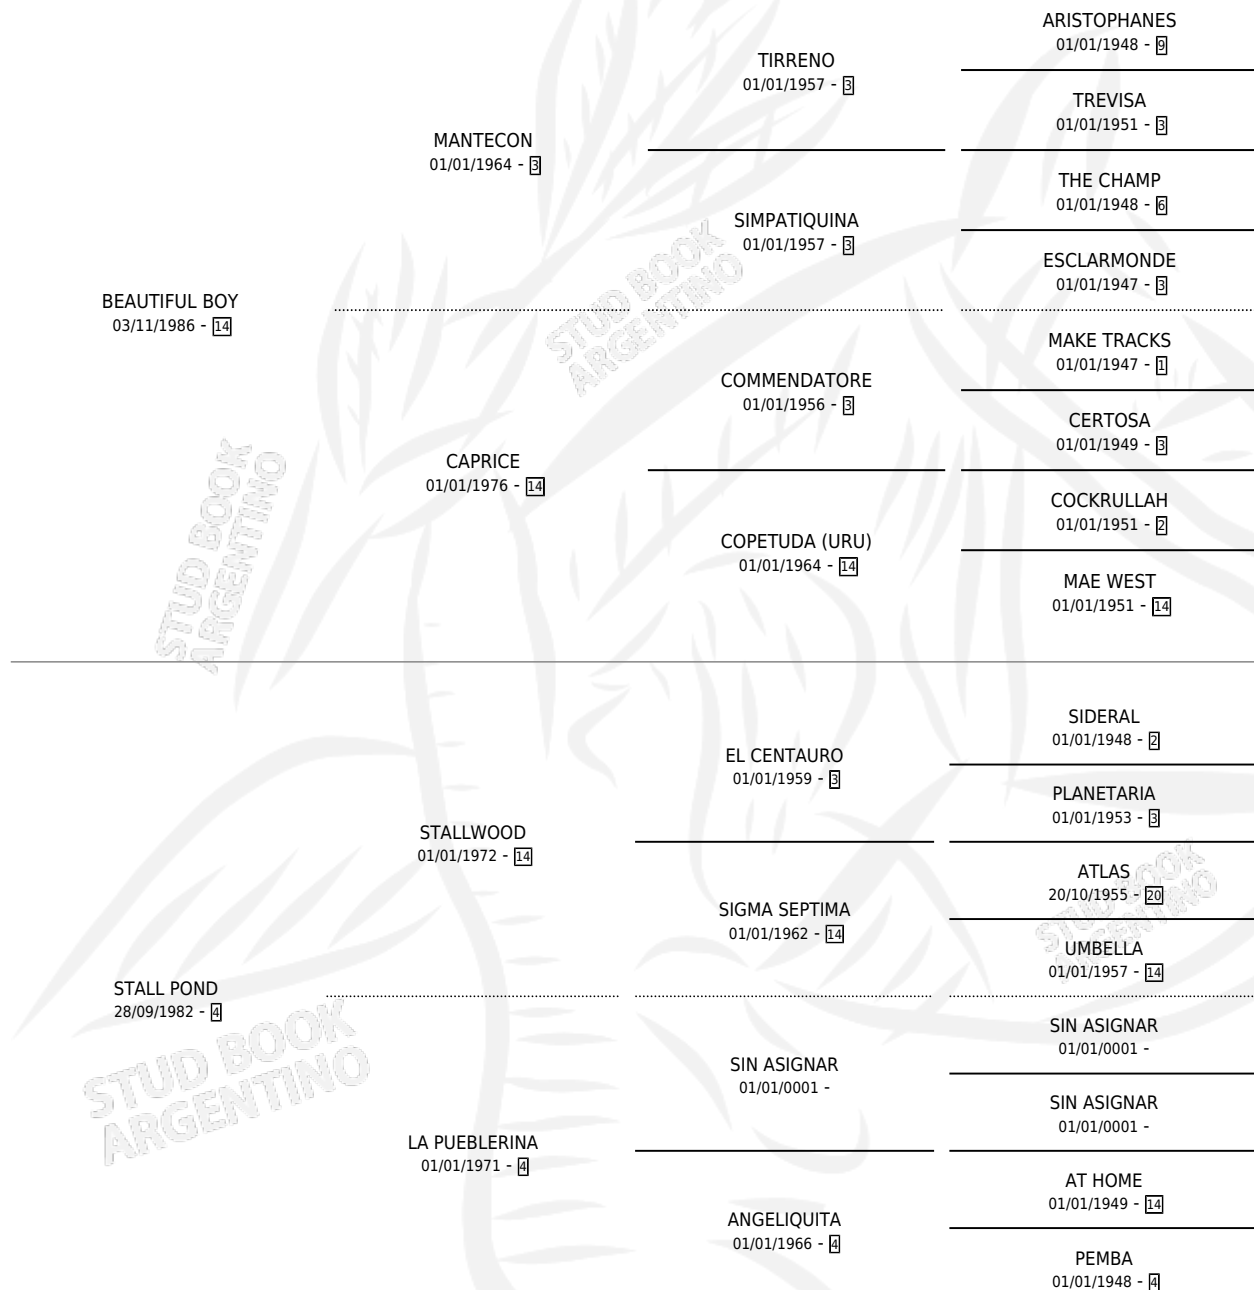 ARISTOPHANES
01/01/1948 - 9
TIRRENO
01/01/1957 - 3
TREVISA
01/01/1951 - 3
MANTECON
01/01/1964 - 3
THE CHAMP
01/01/1948 - 6
SIMPATIQUINA
01/01/1957 - 3
ESCLARMONDE
01/01/1947 - 3
BEAUTIFUL BOY
03/11/1986 - 14
MAKE TRACKS
01/01/1947 - 1
COMMENDATORE
01/01/1956 - 3
CERTOSA
01/01/1949 - 3
CAPRICE
01/01/1976 - 14
COCKRULLAH
01/01/1951 - 2
COPETUDA (URU)
01/01/1964 - 14
MAE WEST
01/01/1951 - 14
STUD BOOK
ARGENTINO
STUD BOOK
ARGENTINO
SIDERAL
01/01/1948 - 2
EL CENTAURO
01/01/1959 - 3
PLANETARIA
01/01/1953 - 3
STALLWOOD
01/01/1972 - 14
ATLAS
20/10/1955 - 20
SIGMA SEPTIMA
01/01/1962 - 14
UMBELLA
01/01/1957 - 14
STUD BOOK
ARGENTINO
STALL POND
28/09/1982 - 4
SIN ASIGNAR
01/01/0001 -
SIN ASIGNAR
01/01/0001 -
SIN ASIGNAR
01/01/0001 -
LA PUEBLERINA
01/01/1971 - 4
AT HOME
01/01/1949 - 14
ANGELIQUITA
01/01/1966 - 4
PEMBA
01/01/1948 - 4
STUD BOOK
ARGENTINO